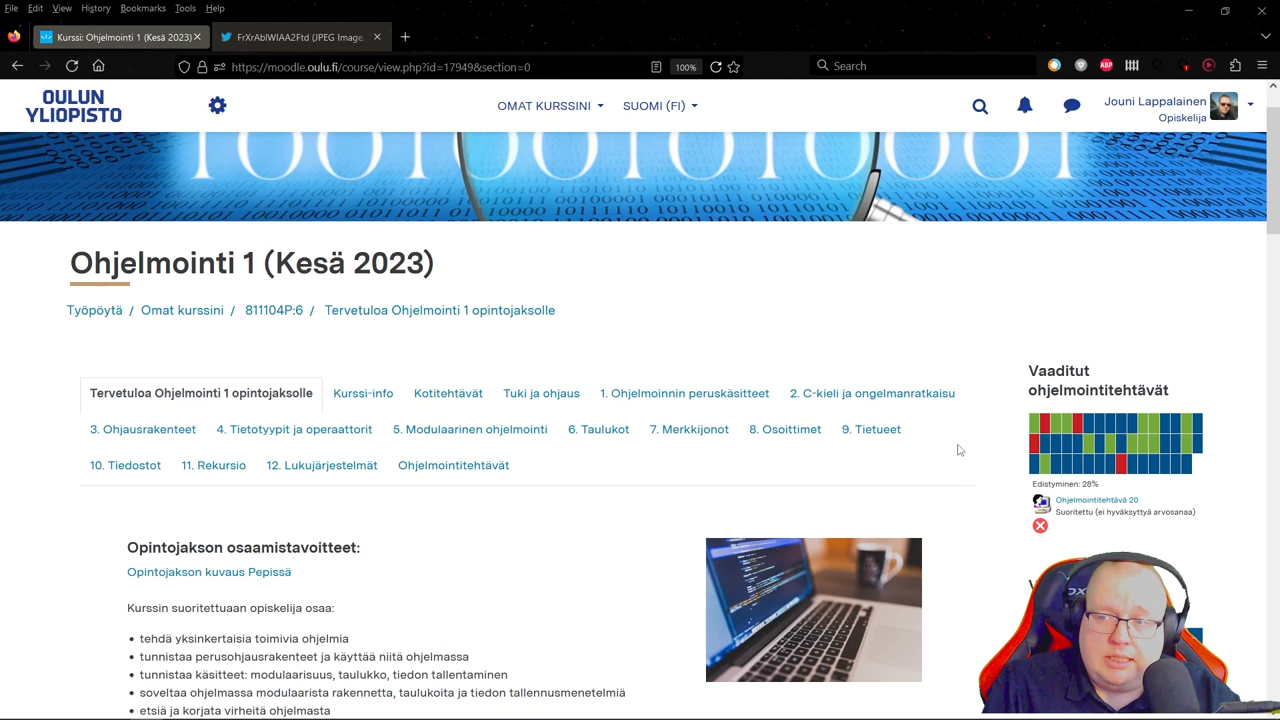 File Edit View History Bookmarks Tools Help
Kurssi: Ohjelmointi 1 (Kesä 2023)
FrXrAblWIAA2Ftd (JPEG Image,
https://moodle.oulu.fi/course/view.php?id=17949&section=0
100%
Search
OULUN
YLIOPISTO
OMAT KURSSINI
SUOMI (FI)
Jouni Lappalainen
Opiskelija
Ohjelmointi 1 (Kesä 2023)
Työpöytä / Omat kurssini / 811104P:6 / Tervetuloa Ohjelmointi 1 opintojaksolle
Tervetuloa Ohjelmointi 1 opintojaksolle Kurssi-info Kotitehtävät Tuki ja ohjaus 1. Ohjelmoinnin peruskäsitteet 2. C-kieli ja ongelmanratkaisu
3. Ohjausrakenteet 4. Tietotyypit ja operaattorit 5. Modulaarinen ohjelmointi 6. Taulukot 7. Merkkijonot 8. Osoittimet 9. Tietueet
10. Tiedostot 11. Rekursio 12. Lukujärjestelmät Ohjelmointitehtävät
Vaaditut
ohjelmointitehtävät
Edistyminen: 28%
Ohjelmointitehtävä 20
Suoritettu (ei hyväksyttyä arvosanaa)
Opintojakson osaamistavoitteet:
Opintojakson kuvaus Pepissä
Kurssin suoritettuaan opiskelija osaa:
• tehdä yksinkertaisia toimivia ohjelmia
• tunnistaa perusohjausrakenteet ja käyttää niitä ohjelmassa
• tunnistaa käsitteet: modulaarisuus, taulukko, tiedon tallentaminen
• soveltaa ohjelmassa modulaarista rakennetta, taulukoita ja tiedon tallennusmenetelmiä
• etsiä ja korjata virheitä ohjelmasta